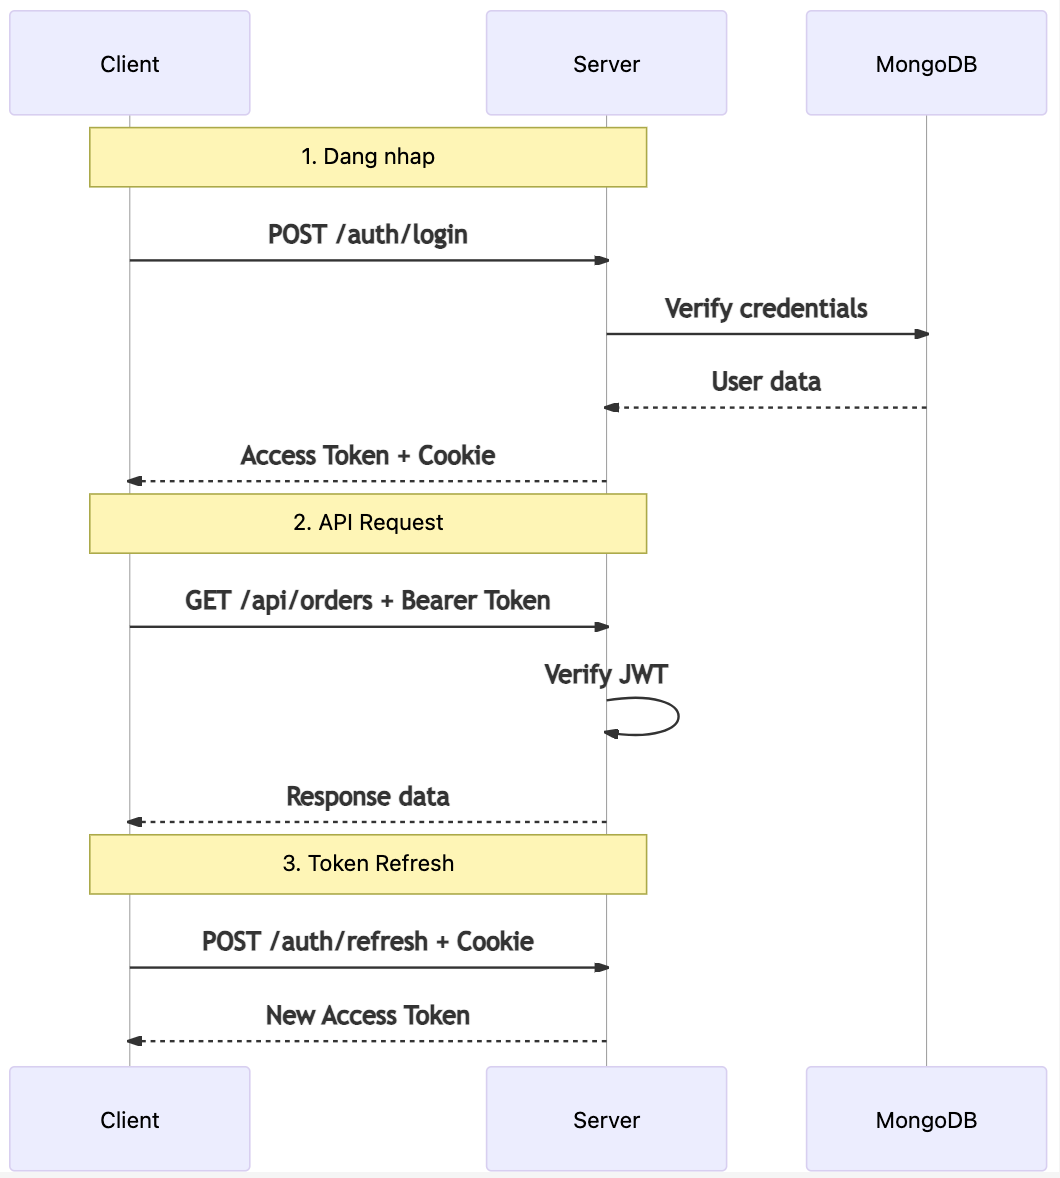 Client
Server
MongoDB
1. Dang nhap
POST /auth/login
Verify credentials
User data
Access Token + Cookie
2. API Request
GET /api/orders + Bearer Token
Verify JWT
Response data
3. Token Refresh
POST /auth/refresh + Cookie
New Access Token
Client
Server
MongoDB